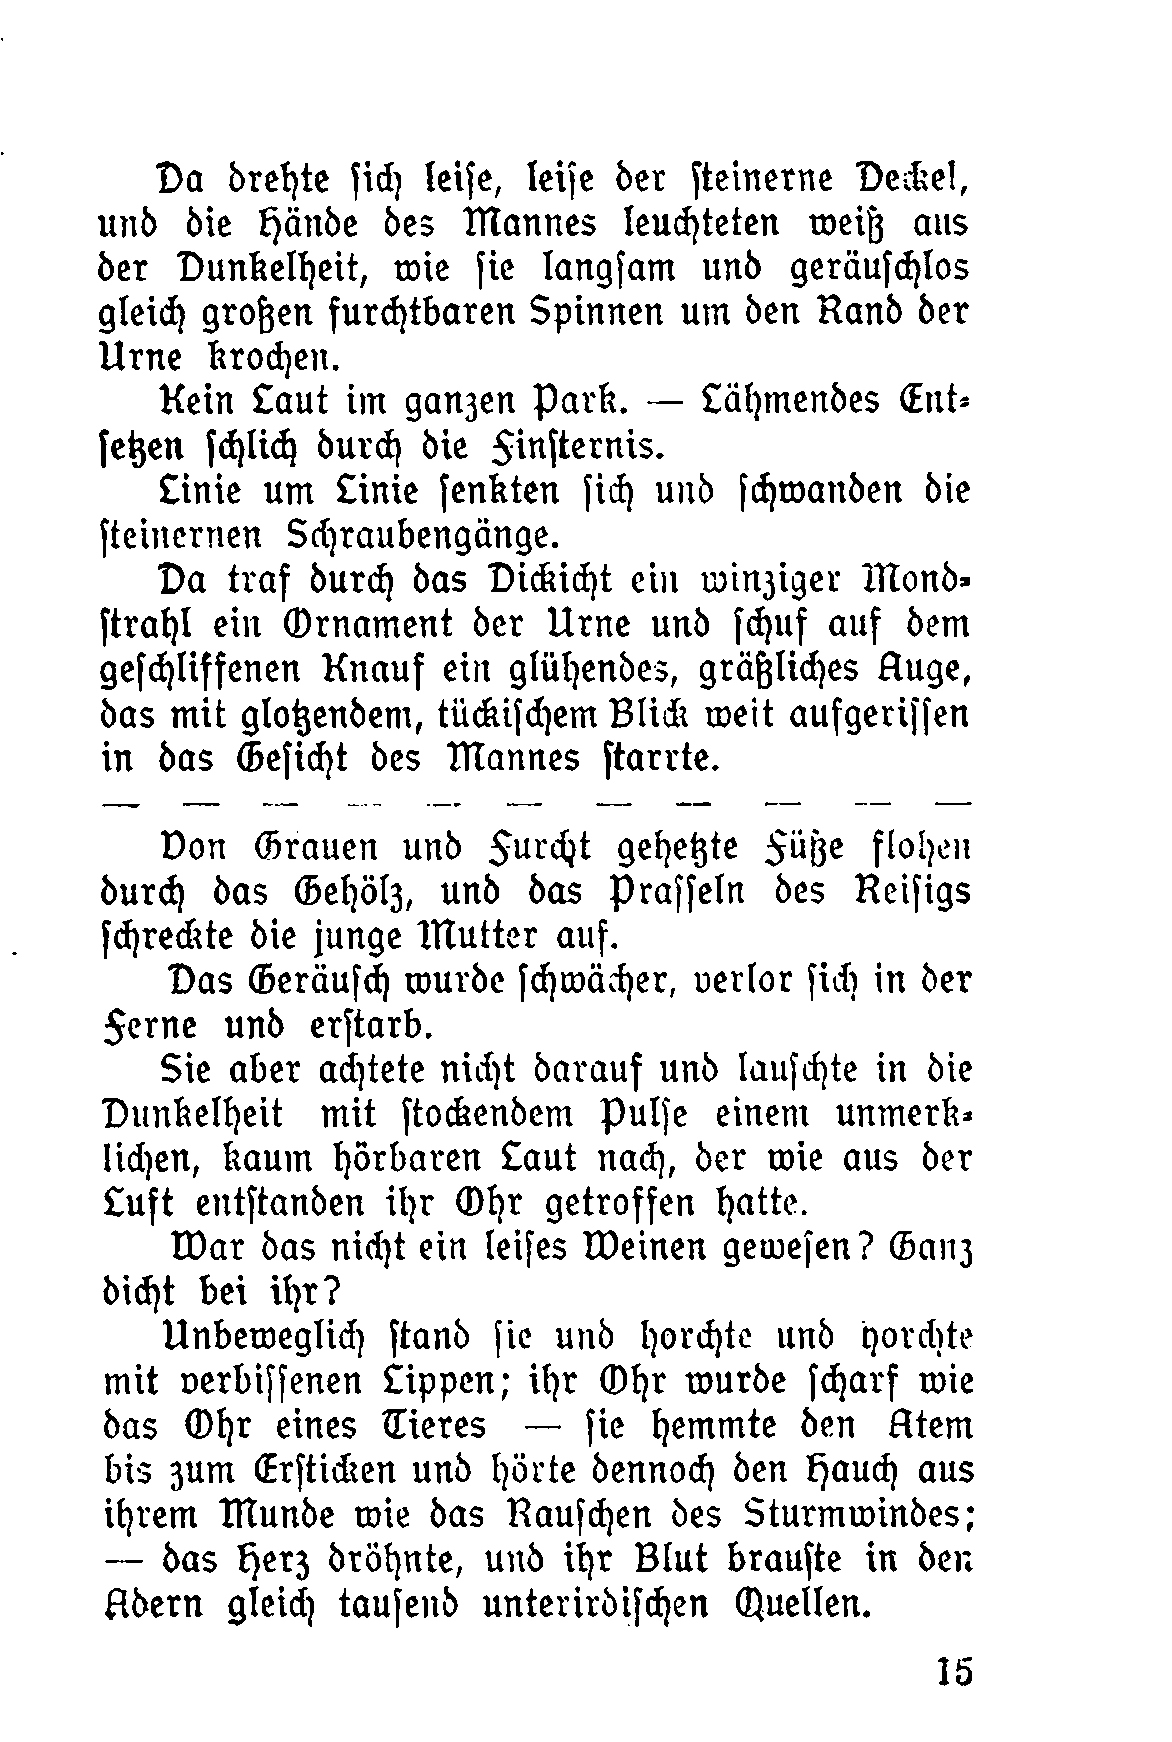 Da drehte ſich leiſe, leiſe der ſteinerne Deckel,
und die Hände des Mannes leuchteten weiß aus
der Dunkelheit, wie ſie langſam und geräuſchlos
gleich großen furchtbaren Spinnen um den Rand der
Urne krochen.
Kein Laut im ganzen Park. — Lähmendes Ent⸗
ſetzen ſchlich durch die Finſternis.
Linie um Linie ſenkten ſich und ſchwanden die
ſteinernen Schraubengänge.
Da traf durch das Dickicht ein winziger Mond⸗
ſtrahl ein Ornament der Urne und ſchuf auf dem
geſchliffenen Knauf ein glühendes, gräßliches Auge,
das mit glotzendem, tückiſchem Blick weit aufgeriſſen
in das Geſicht des Mannes ſtarrte.
— — — — — — — — — — —
Von Grauen und Furcht gehetzte Füße flohen
durch das Gehölz, und das Praſſeln des Reiſigs
ſchreckte die junge Mutter auf.
Das Geräuſch wurde ſchwächer, verlor ſich in der
Ferne und erſtarb.
Sie aber achtete nicht darauf und lauſchte in die
Dunkelheit mit ſtockendem Pulſe einem unmerk⸗
lichen, kaum hörbaren Laut nach, der wie aus der
Luft entſtanden ihr Ohr getroffen hatte.
War das nicht ein leiſes Weinen geweſen? Ganz
dicht bei ihr?
Unbeweglich ſtand ſie und horchte und horchte
mit verbiſſenen Lippen; ihr Ohr wurde ſcharf wie
das Ohr eines Tieres — ſie hemmte den Atem
bis zum Erſticken und hörte dennoch den Hauch aus
ihrem Munde wie das Rauſchen des Sturmwindes;
— das Herz dröhnte, und ihr Blut brauſte in den
Adern gleich tauſend unterirdiſchen Quellen.
15